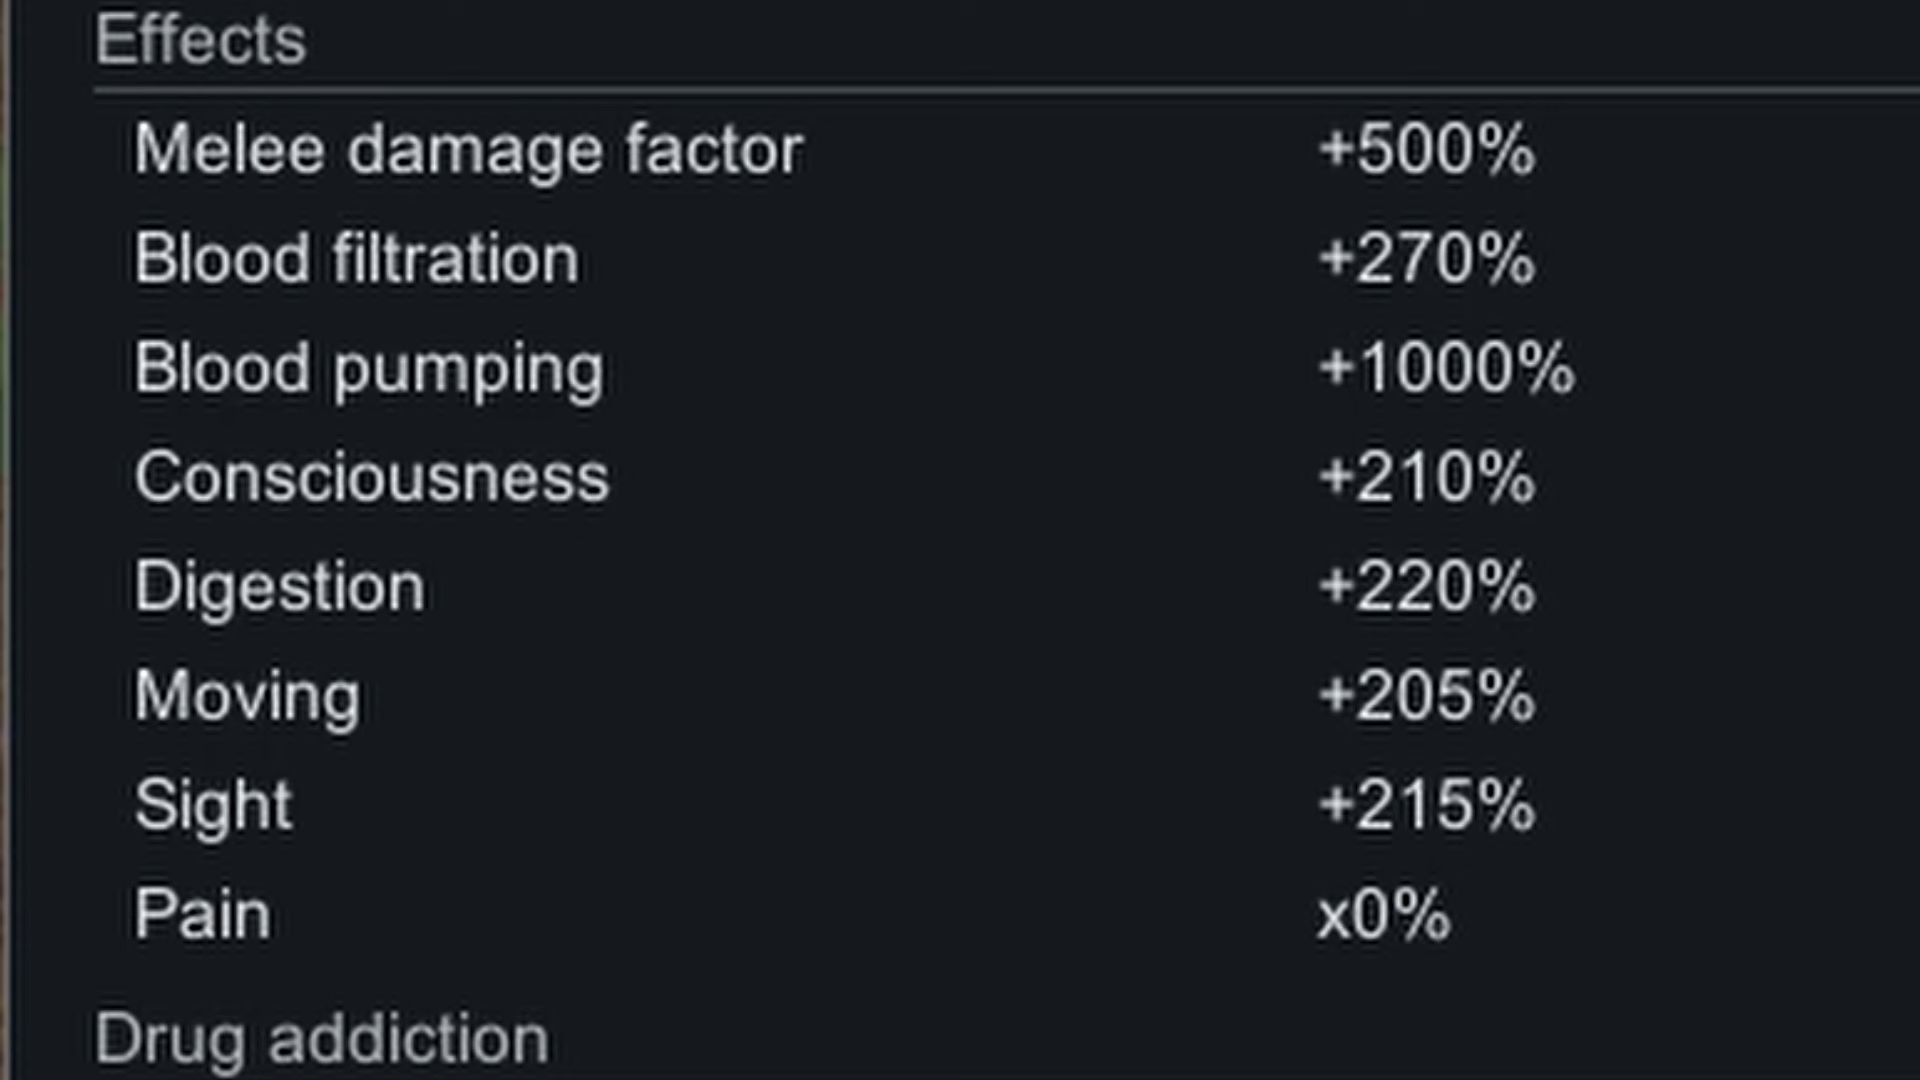 Effects
Melee damage factor +500%
Blood filtration +270%
Blood pumping +1000%
Consciousness +210%
Digestion +220%
Moving +205%
Sight +215%
Pain x0%
Drug addiction